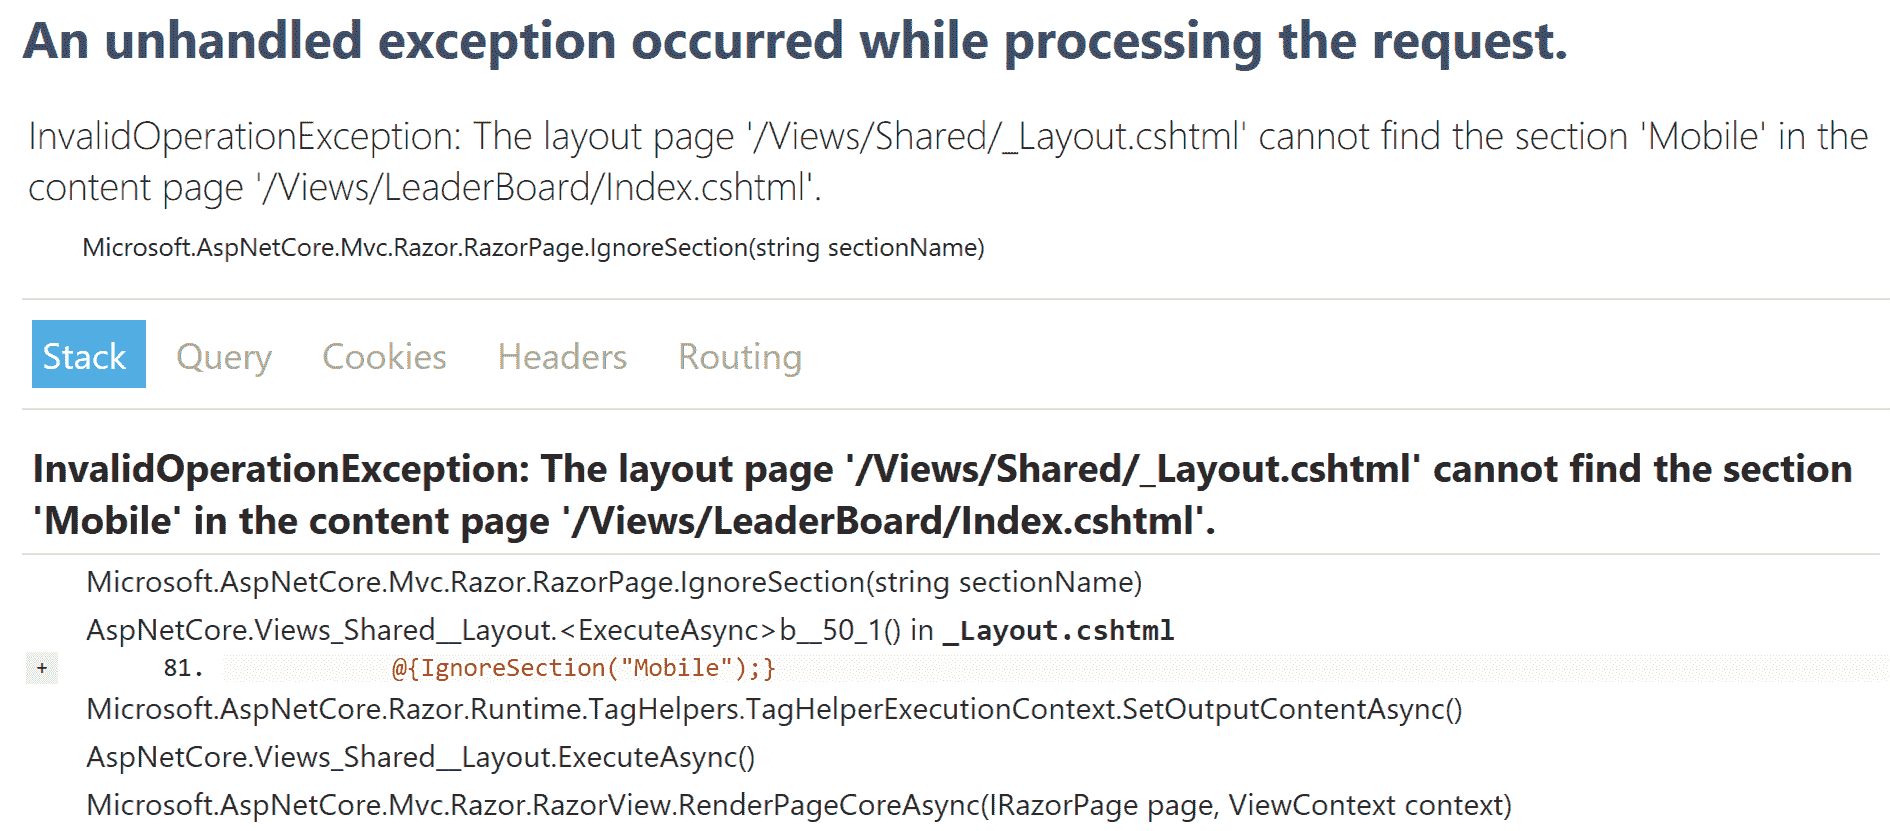 An unhandled exception occurred while processing the request.
InvalidOperationException: The layout page '/Views/Shared/_Layout.cshtml' cannot find the section 'Mobile' in the
content page '/Views/LeaderBoard/Index.cshtml'.
Microsoft.AspNetCore.Mvc.Razor.RazorPage.IgnoreSection(string sectionName)
Stack Query Cookies Headers Routing
InvalidOperationException: The layout page '/Views/Shared/_Layout.cshtml' cannot find the section
'Mobile' in the content page '/Views/LeaderBoard/Index.cshtml'.
Microsoft.AspNetCore.Mvc.Razor.RazorPage.IgnoreSection(string sectionName)
AspNetCore.Views_Shared__Layout.<ExecuteAsync>b__50_1() in _Layout.cshtml
+ 81. @{IgnoreSection("Mobile");}
Microsoft.AspNetCore.Razor.Runtime.TagHelpers.TagHelperExecutionContext.SetOutputContentAsync()
AspNetCore.Views_Shared__Layout.ExecuteAsync()
Microsoft.AspNetCore.Mvc.Razor.RazorView.RenderPageCoreAsync(IRazorPage page, ViewContext context)